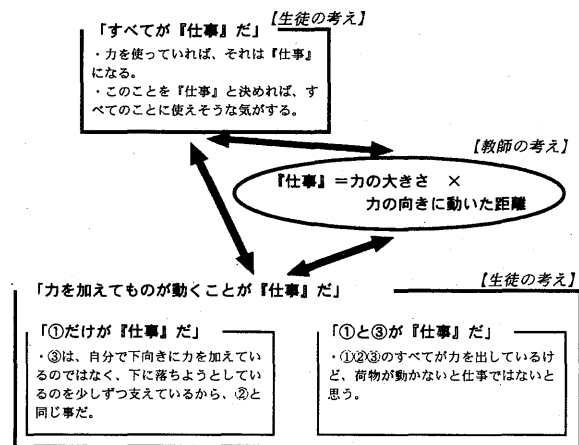 「すべてが『仕事』だ」
【生徒の考え】
・力を使っていれば、それは『仕事』
になる。
・このことを『仕事』と決めれば、す
べてのことに使えそうな気がする。
【教師の考え】
『仕事』＝力の大きさ　×
力の向きに動いた距離
【生徒の考え】
「力を加えてものが動くことが『仕事』だ」
「①だけが『仕事』だ」
・③は、自分で下向きに力を加えてい
るのではなく、下に落ちようとしてい
るのを少しずつ支えているから、②と
同じ事だ。
「①と③が『仕事』だ」
・①②③のすべてが力を出しているけ
ど、荷物が動かないと仕事ではないと
思う。